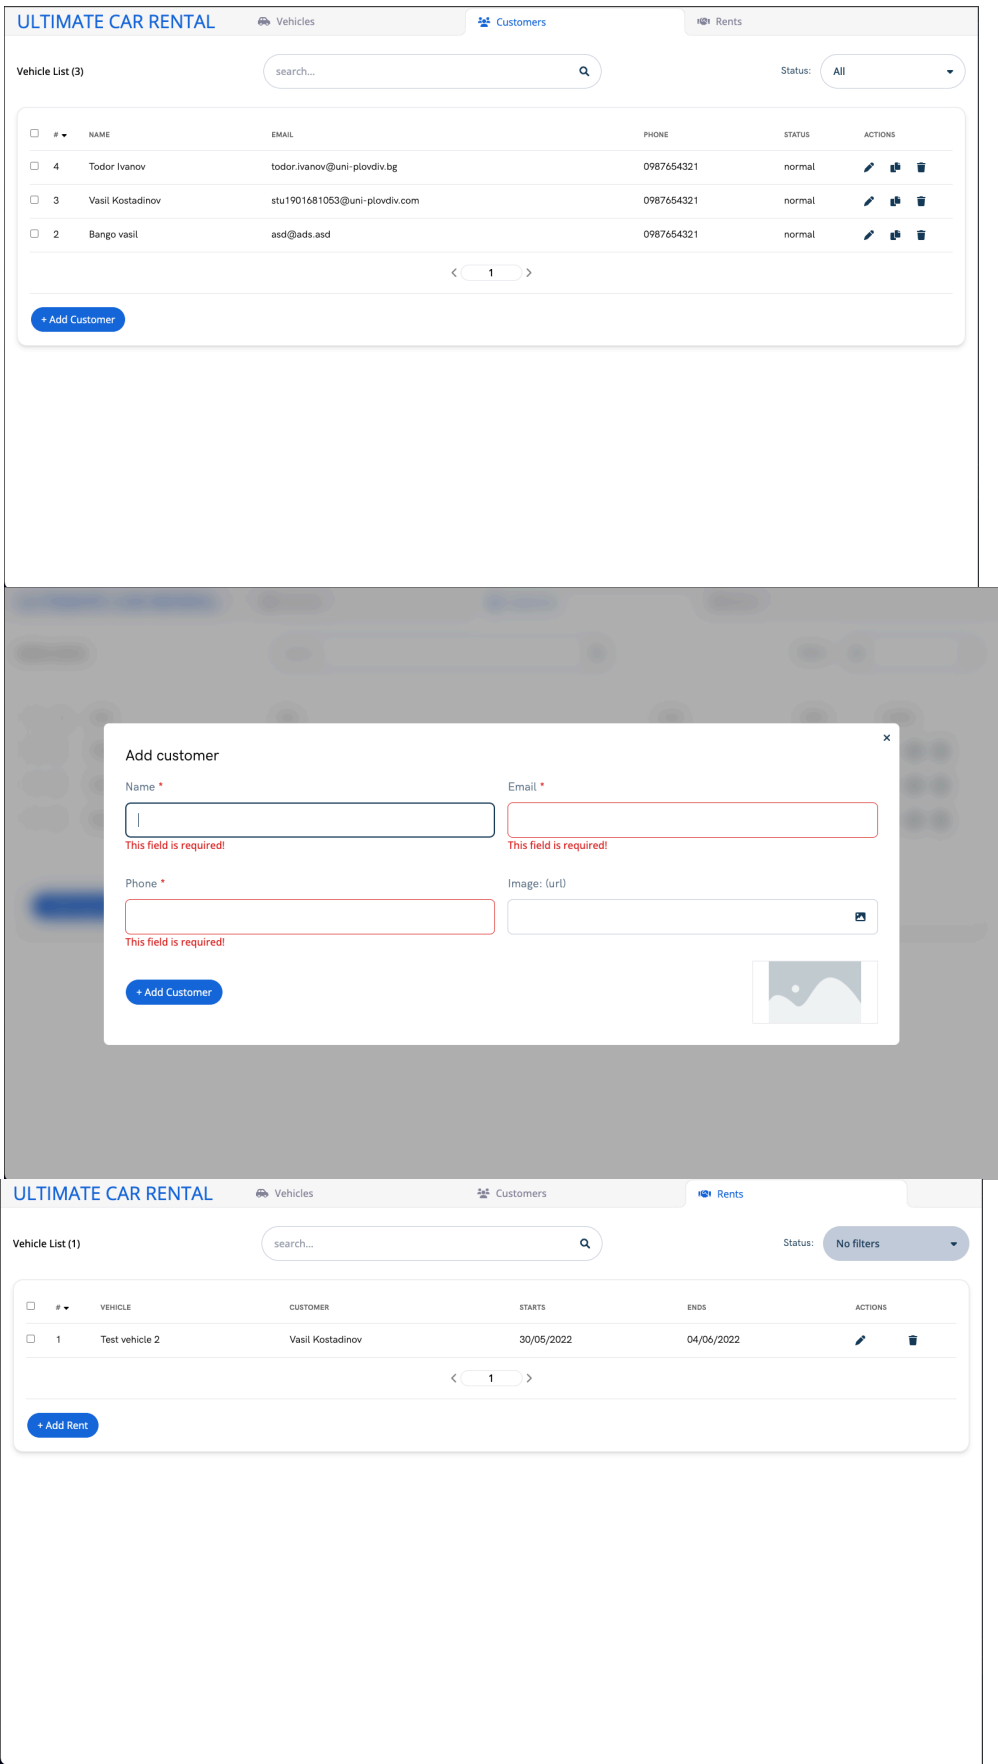 ULTIMATE CAR RENTAL Vehicles Customers Rents
Vehicle List (3) search... Status: All
# NAME EMAIL PHONE STATUS ACTIONS
4 Todor Ivanov todor.ivanov@uni-plovdiv.bg 0987654321 normal
3 Vasil Kostadinov stu1901681053@uni-plovdiv.com 0987654321 normal
2 Bango vasil asd@ads.asd 0987654321 normal
1
+ Add Customer
Add customer
Name * Email *
This field is required! This field is required!
Phone * Image: (url)
This field is required!
+ Add Customer
ULTIMATE CAR RENTAL Vehicles Customers Rents
Vehicle List (1) search... Status: No filters
# VEHICLE CUSTOMER STARTS ENDS ACTIONS
1 Test vehicle 2 Vasil Kostadinov 30/05/2022 04/06/2022
1
+ Add Rent